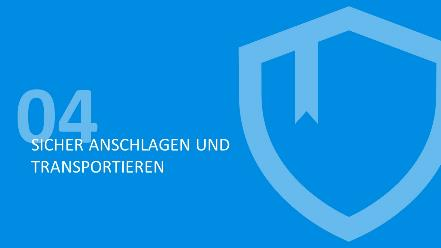 04
SICHER ANSCHLAGEN UND
TRANSPORTIEREN